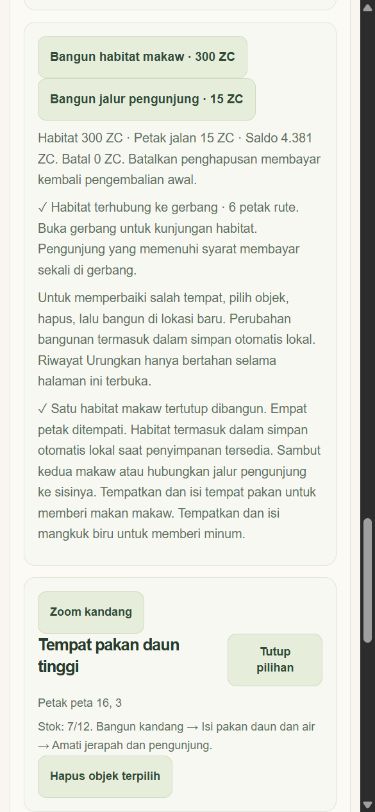 Bangun habitat makaw · 300 ZC
Bangun jalur pengunjung · 15 ZC
Habitat 300 ZC · Petak jalan 15 ZC · Saldo 4.381
ZC. Batal 0 ZC. Batalkan penghapusan membayar
kembali pengembalian awal.
✓ Habitat terhubung ke gerbang · 6 petak rute.
Buka gerbang untuk kunjungan habitat.
Pengunjung yang memenuhi syarat membayar
sekali di gerbang.
Untuk memperbaiki salah tempat, pilih objek,
hapus, lalu bangun di lokasi baru. Perubahan
bangunan termasuk dalam simpan otomatis lokal.
Riwayat Urungkan hanya bertahan selama
halaman ini terbuka.
✓ Satu habitat makaw tertutup dibangun. Empat
petak ditempati. Habitat termasuk dalam simpan
otomatis lokal saat penyimpanan tersedia. Sambut
kedua makaw atau hubungkan jalur pengunjung
ke sisinya. Tempatkan dan isi tempat pakan untuk
memberi makan makaw. Tempatkan dan isi
mangkuk biru untuk memberi minum.
Zoom kandang
Tempat pakan daun
tinggi
Tutup
pilihan
Petak peta 16, 3
Stok: 7/12. Bangun kandang → Isi pakan daun dan air
→ Amati jerapah dan pengunjung.
Hapus objek terpilih